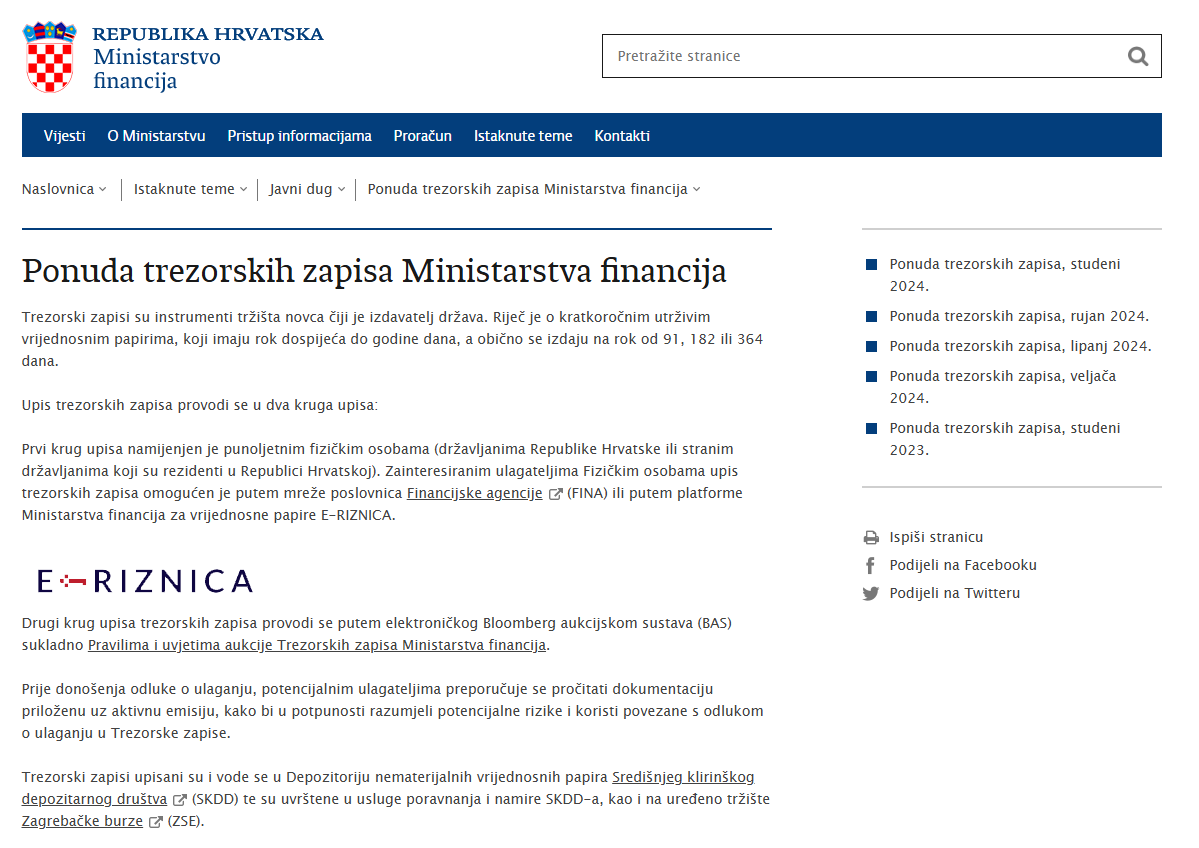 REPUBLIKA HRVATSKA
Ministarstvo
financija
Pretražite stranice
Vijesti O Ministarstvu Pristup informacijama Proračun Istaknute teme Kontakti
Naslovnica Istaknute teme Javni dug Ponuda trezorskih zapisa Ministarstva financija
Ponuda trezorskih zapisa Ministarstva financija
Trezorski zapisi su instrumenti tržišta novca čiji je izdavatelj država. Riječ je o kratkoročnim utrživim
vrijednosnim papirima, koji imaju rok dospijeća do godine dana, a obično se izdaju na rok od 91, 182 ili 364
dana.
Upis trezorskih zapisa provodi se u dva kruga upisa:
Prvi krug upisa namijenjen je punoljetnim fizičkim osobama (državljanima Republike Hrvatske ili stranim
državljanima koji su rezidenti u Republici Hrvatskoj). Zainteresiranim ulagateljima Fizičkim osobama upis
trezorskih zapisa omogućen je putem mreže poslovnica Financijske agencije (FINA) ili putem platforme
Ministarstva financija za vrijednosne papire E-RIZNICA.
E-RIZNICA
Drugi krug upisa trezorskih zapisa provodi se putem elektroničkog Bloomberg aukcijskom sustava (BAS)
sukladno Pravilima i uvjetima aukcije Trezorskih zapisa Ministarstva financija.
Prije donošenja odluke o ulaganju, potencijalnim ulagateljima preporučuje se pročitati dokumentaciju
priloženu uz aktivnu emisiju, kako bi u potpunosti razumjeli potencijalne rizike i koristi povezane s odlukom
o ulaganju u Trezorske zapise.
Trezorski zapisi upisani su i vode se u Depozitoriju nematerijalnih vrijednosnih papira Središnjeg klirinškog
depozitarnog društva (SKDD) te su uvrštene u usluge poravnanja i namire SKDD-a, kao i na uređeno tržište
Zagrebačke burze (ZSE).
Ponuda trezorskih zapisa, studeni
2024.
Ponuda trezorskih zapisa, rujan 2024.
Ponuda trezorskih zapisa, lipanj 2024.
Ponuda trezorskih zapisa, veljača
2024.
Ponuda trezorskih zapisa, studeni
2023.
Ispiši stranicu
Podijeli na Facebooku
Podijeli na Twitteru